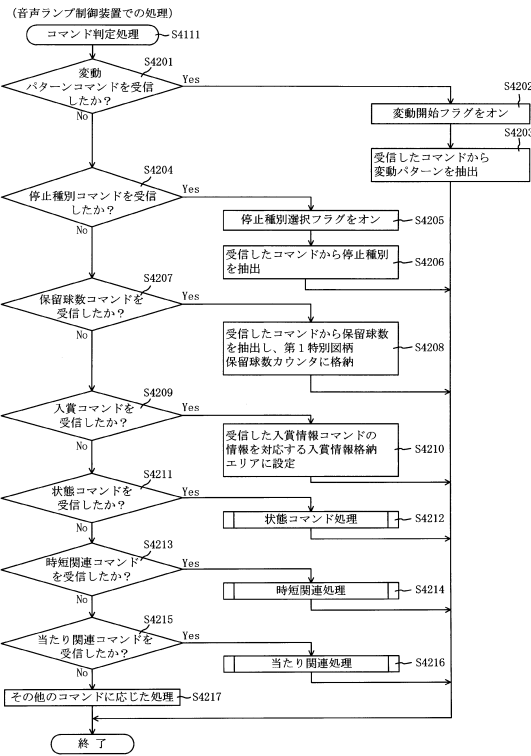 (音声ランプ制御装置での処理)
コマンド判定処理
S4111
変動
パターンコマンドを受信
したか？
S4201
Yes
No
S4202
変動開始フラグをオン
S4203
受信したコマンドから
変動パターンを抽出
停止種別コマンドを受信
したか？
S4204
Yes
No
停止種別選択フラグをオン
S4205
受信したコマンドから停止種別
を抽出
S4206
保留球数コマンドを
受信したか？
S4207
Yes
No
受信したコマンドから保留球数
を抽出し、第１特別図柄
保留球数カウンタに格納
S4208
入賞コマンドを
受信したか？
S4209
Yes
No
受信した入賞情報コマンドの
情報を対応する入賞情報格納
エリアに設定
S4210
状態コマンドを
受信したか？
S4211
Yes
No
状態コマンド処理
S4212
時短関連コマンド
を受信したか？
S4213
Yes
No
時短関連処理
S4214
当たり関連コマンドを
受信したか？
S4215
Yes
No
当たり関連処理
S4216
その他のコマンドに応じた処理
S4217
終了